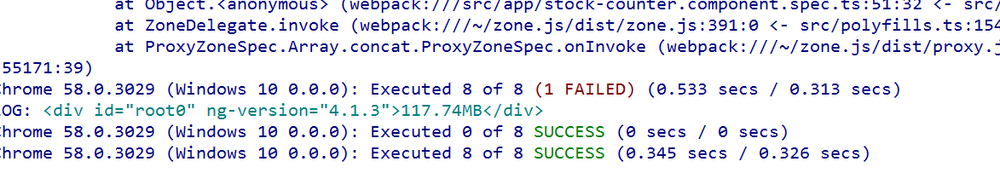 at Object.<anonymous> (webpack:///src/app/stock-counter.component.spec.ts:51:32 <- src/
at ZoneDelegate.invoke (webpack:///~/zone.js/dist/zone.js:391:0 <- src/polyfills.ts:154
at ProxyZoneSpec.Array.concat.ProxyZoneSpec.onInvoke (webpack:///~/zone.js/dist/proxy.j
55171:39)
Chrome 58.0.3029 (Windows 10 0.0.0): Executed 8 of 8 (1 FAILED) (0.533 secs / 0.313 secs)
LOG: <div id="root0" ng-version="4.1.3">117.74MB</div>
Chrome 58.0.3029 (Windows 10 0.0.0): Executed 0 of 8 SUCCESS (0 secs / 0 secs)
Chrome 58.0.3029 (Windows 10 0.0.0): Executed 8 of 8 SUCCESS (0.345 secs / 0.326 secs)